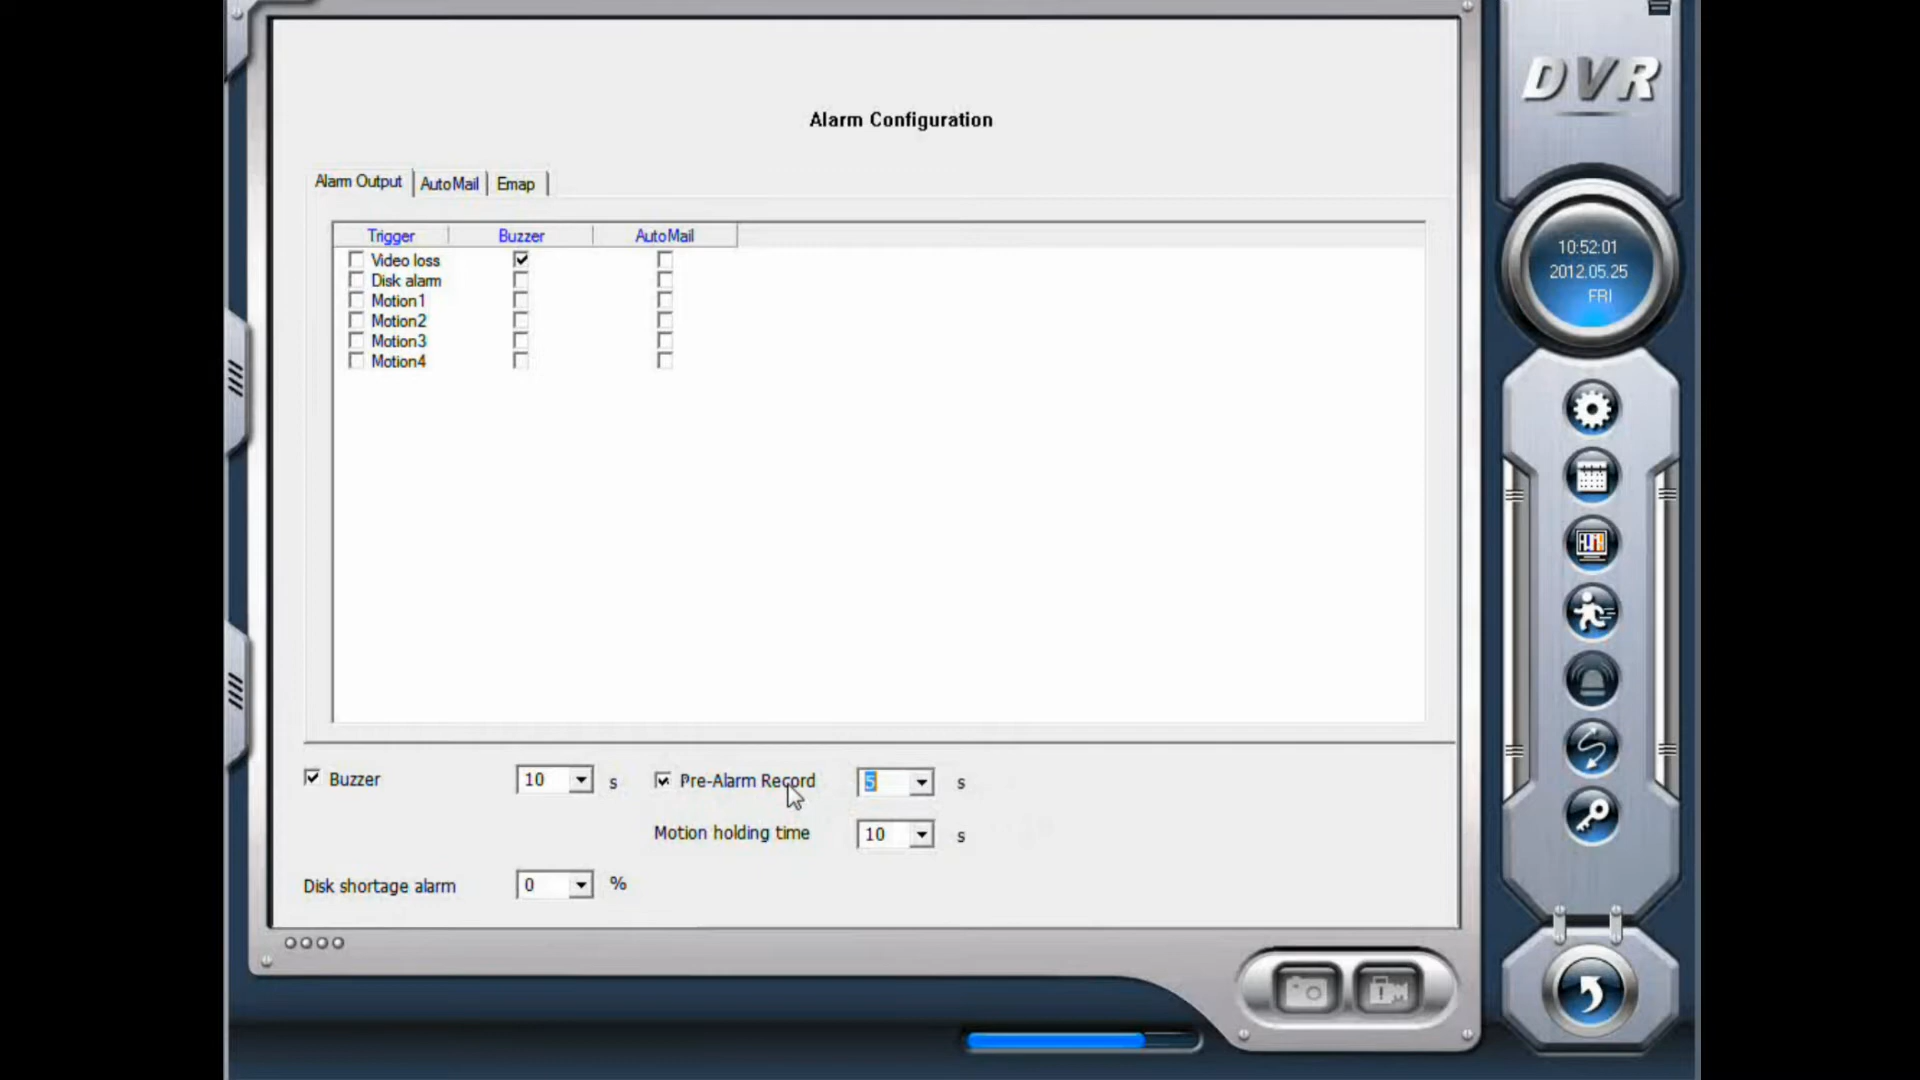 DVR
Alarm Configuration
Alarm Output AutoMail Emap
Trigger Buzzer AutoMail
Video loss
Disk alarm
Motion1
Motion2
Motion3
Motion4
10:52:01
2012.05.25
FRI
Buzzer 10 s Pre-Alarm Record 5 s
Motion holding time 10 s
Disk shortage alarm 0 %